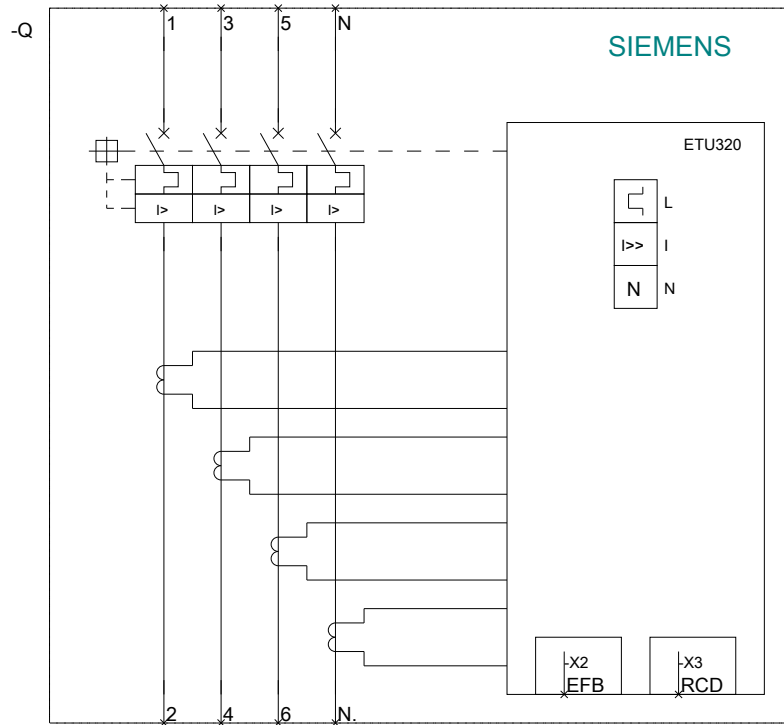 -Q
1 3 5 N
SIEMENS
ETU320
L
I> I> I> I>
I>> I
N N
-X2 -X3
EFB RCD
2 4 6 N.